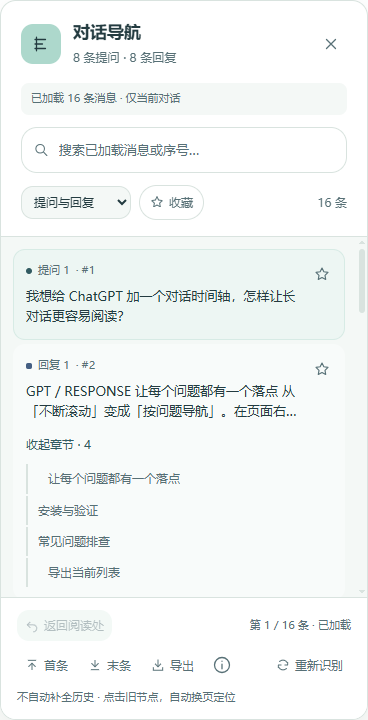 对话导航
8 条提问 · 8 条回复
已加载 16 条消息 · 仅当前对话
搜索已加载消息或序号...
提问与回复
收藏
16 条
提问 1 · #1
我想给 ChatGPT 加一个对话时间轴，怎样让长
对话更容易阅读？
回复 1 · #2
GPT / RESPONSE 让每个问题都有一个落点 从
「不断滚动」变成「按问题导航」。在页面右...
收起章节 · 4
让每个问题都有一个落点
安装与验证
常见问题排查
导出当前列表
返回阅读处
第 1 / 16 条 · 已加载
首条
末条
导出
重新识别
不自动补全历史 · 点击旧节点，自动换页定位